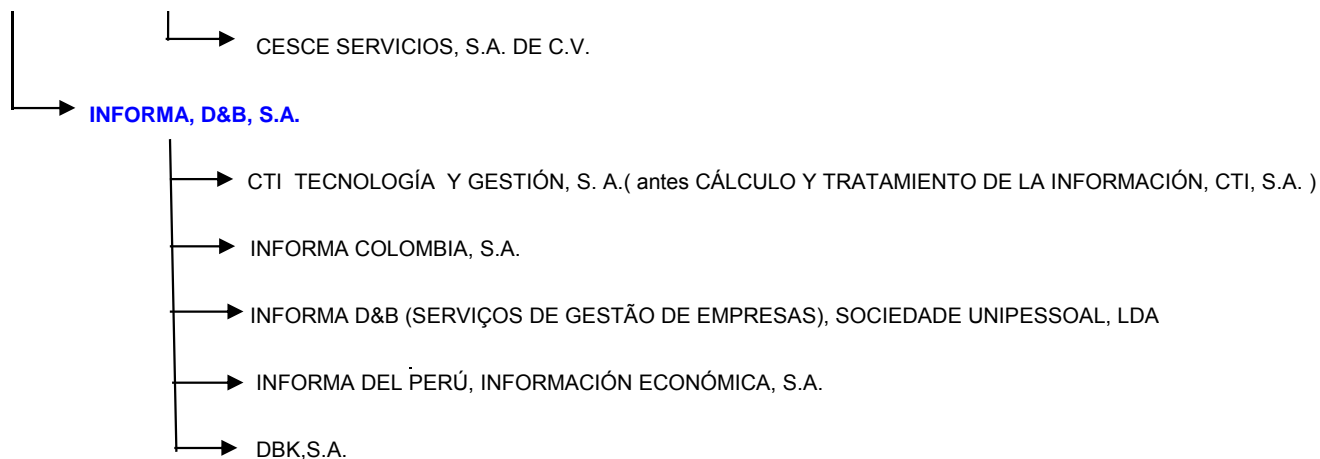 CESCE SERVICIOS, S.A. DE C.V.
INFORMA, D&B, S.A.
CTI TECNOLOGÍA Y GESTIÓN, S. A.( antes CÁLCULO Y TRATAMIENTO DE LA INFORMACIÓN, CTI, S.A. )
INFORMA COLOMBIA, S.A.
INFORMA D&B (SERVIÇOS DE GESTÃO DE EMPRESAS), SOCIEDADE UNIPESSOAL, LDA
INFORMA DEL PERÚ, INFORMACIÓN ECONÓMICA, S.A.
DBK,S.A.